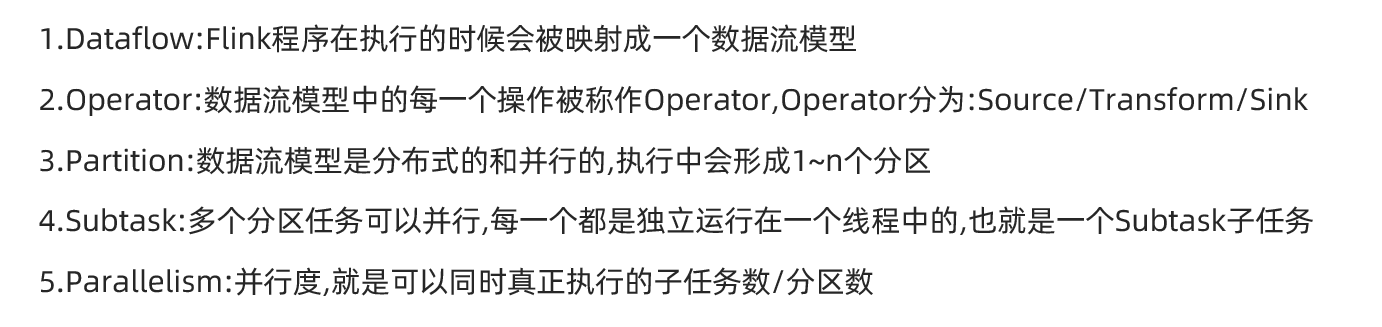 1.Dataflow:Flink程序在执行的时候会被映射成一个数据流模型
2.Operator:数据流模型中的每一个操作被称作Operator,Operator分为:Source/Transform/Sink
3.Partition:数据流模型是分布式的和并行的,执行中会形成1~n个分区
4.Subtask:多个分区任务可以并行,每一个都是独立运行在一个线程中的,也就是一个Subtask子任务
5.Parallelism:并行度,就是可以同时真正执行的子任务数/分区数